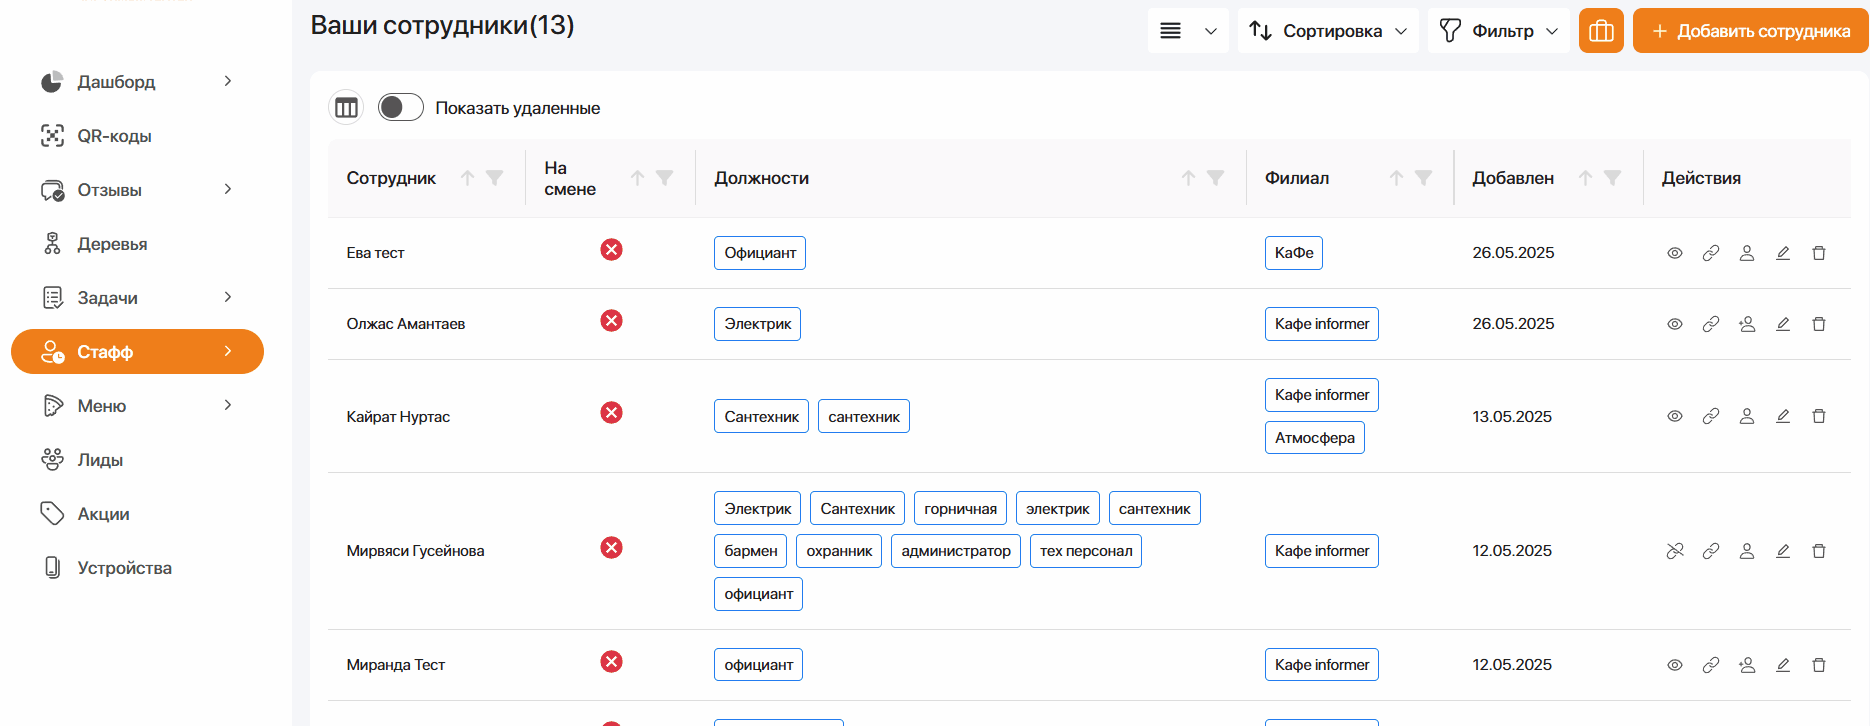 Ваши сотрудники(13)
Сортировка
Фильтр
+ Добавить сотрудника
Дашборд
QR-коды
Отзывы
Деревья
Задачи
Стафф
Меню
Лиды
Акции
Устройства
Показать удаленные
Сотрудник
На
смене
Должности
Филиал
Добавлен
Действия
Ева тест
Официант
КаФе
26.05.2025
Олжас Амантаев
Электрик
Кафе informer
26.05.2025
Кайрат Нуртас
Сантехник сантехник
Кафе informer
Атмосфера
13.05.2025
Мирвяси Гусейнова
Электрик Сантехник горничная электрик сантехник
бармен охранник администратор тех персонал
официант
Кафе informer
12.05.2025
Миранда Тест
официант
Кафе informer
12.05.2025